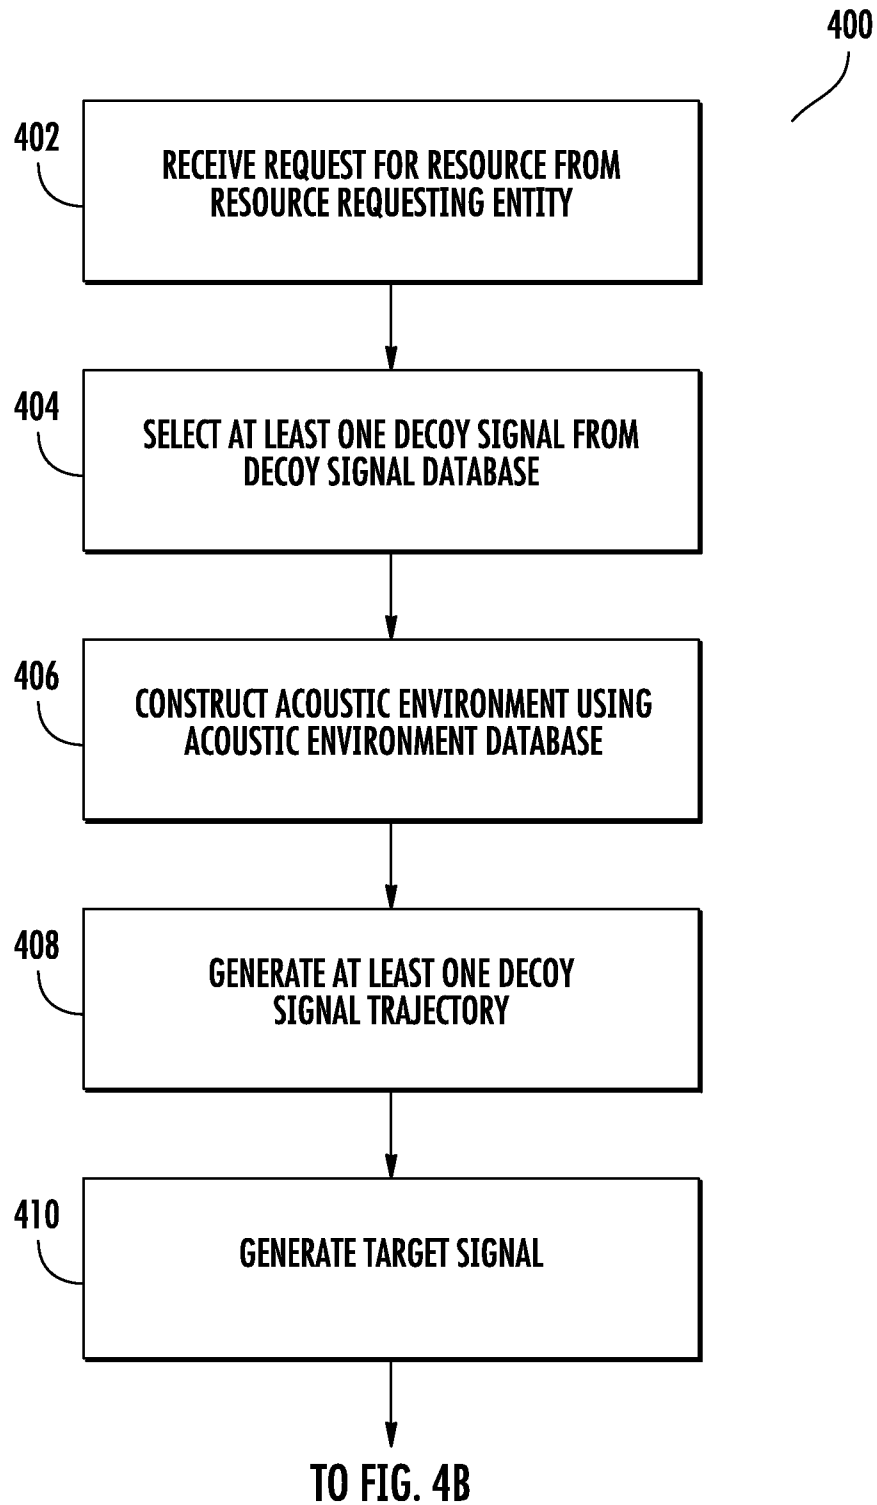 400
402
RECEIVE REQUEST FOR RESOURCE FROM
RESOURCE REQUESTING ENTITY
404
SELECT AT LEAST ONE DECOY SIGNAL FROM
DECOY SIGNAL DATABASE
406
CONSTRUCT ACOUSTIC ENVIRONMENT USING
ACOUSTIC ENVIRONMENT DATABASE
408
GENERATE AT LEAST ONE DECOY
SIGNAL TRAJECTORY
410
GENERATE TARGET SIGNAL
TO FIG. 4B